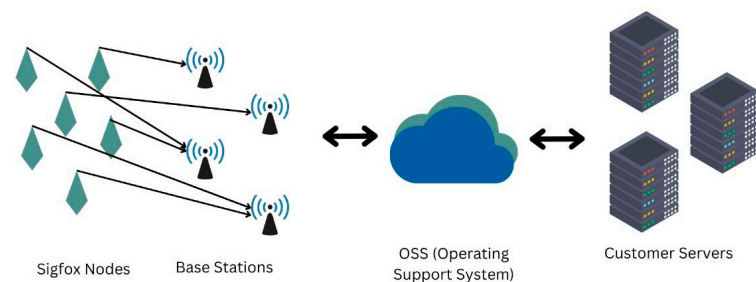 Sigfox Nodes
Base Stations
OSS (Operating
Support System)
Customer Servers